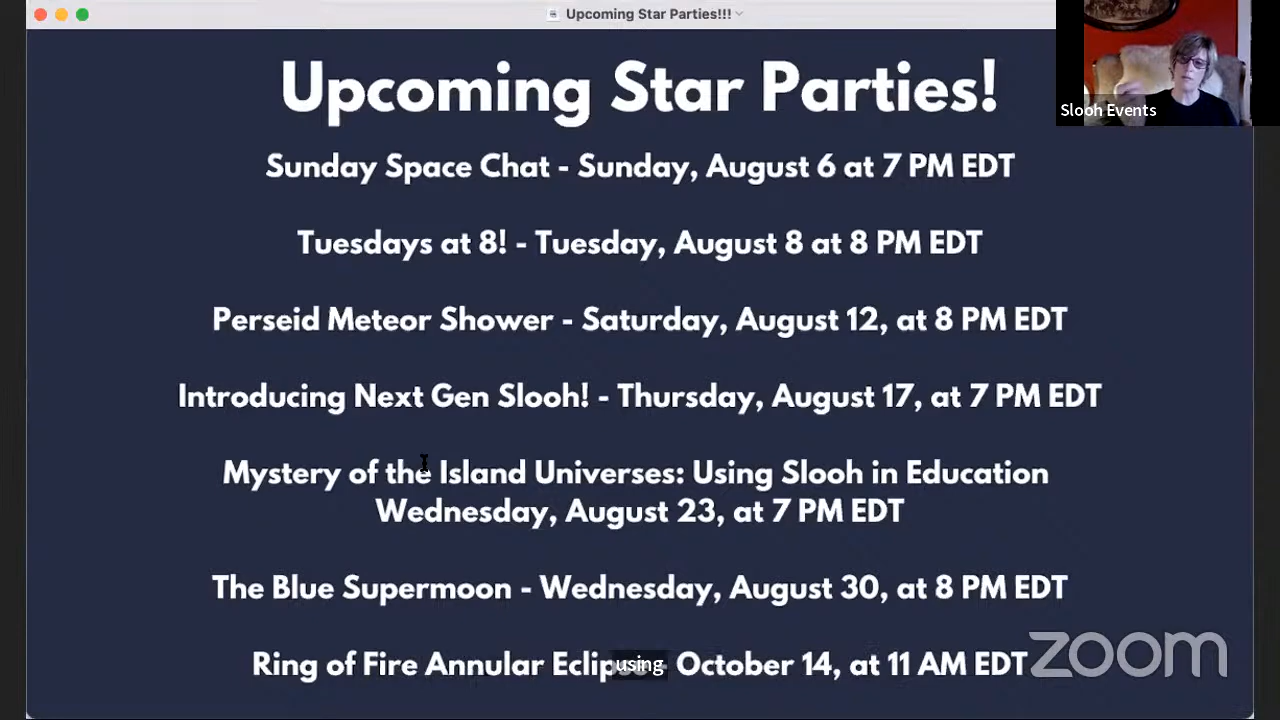 Upcoming Star Parties!!!
Upcoming Star Parties!
Slooh Events
Sunday Space Chat - Sunday, August 6 at 7 PM EDT
Tuesdays at 8! - Tuesday, August 8 at 8 PM EDT
Perseid Meteor Shower - Saturday, August 12, at 8 PM EDT
Introducing Next Gen Slooh! - Thursday, August 17, at 7 PM EDT
Mystery of the Island Universes: Using Slooh in Education
Wednesday, August 23, at 7 PM EDT
The Blue Supermoon - Wednesday, August 30, at 8 PM EDT
Ring of Fire Annular October 14, at 11 AM EDT
using
zoom